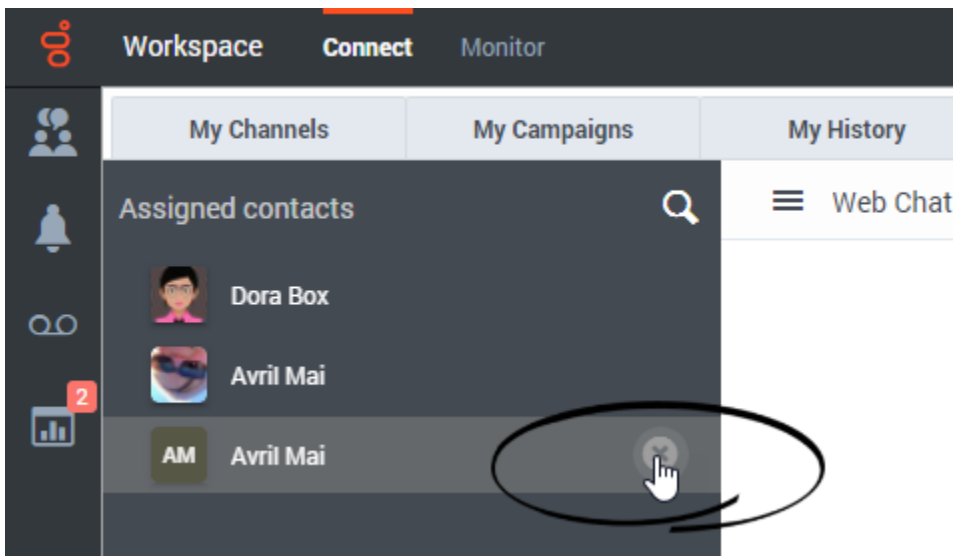 Workspace Connect Monitor
My Channels My Campaigns My History
Assigned contacts
Web Chat
Dora Box
Avril Mai
2
AM Avril Mai